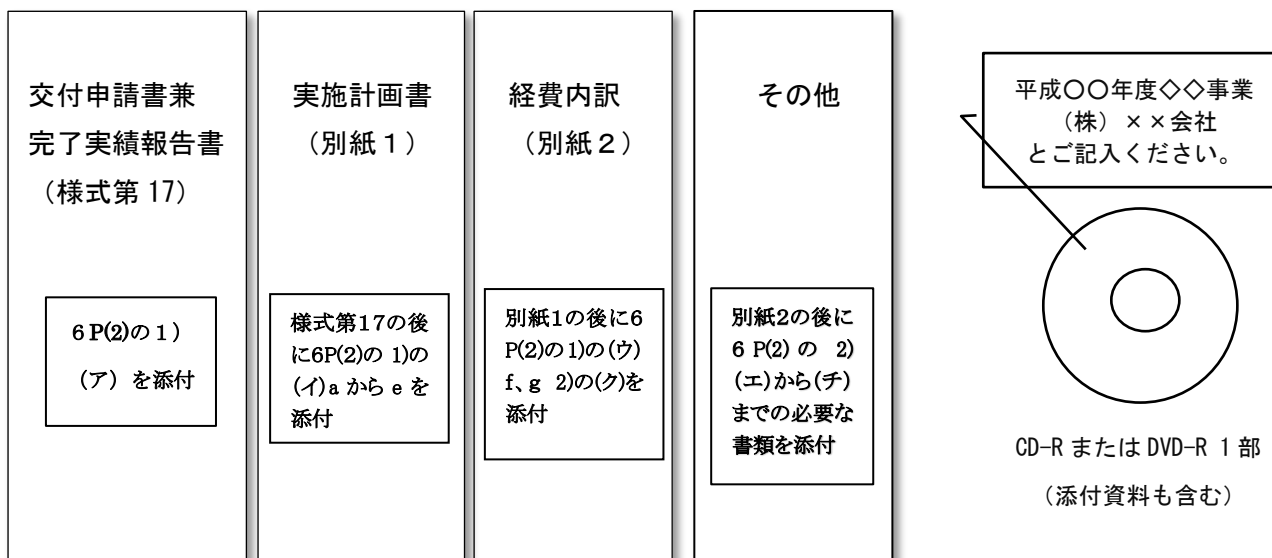 交付申請書兼
完了実績報告書
（様式第 17）
6 P(2)の 1）
（ア）を添付
実施計画書
（別紙１）
様式第17の後
に6P(2)の 1)の
(イ)a から e を
添付
経費内訳
（別紙２）
別紙1の後に6
P(2)の1)の(ウ)
f、g 2)の(ク)を
添付
その他
別紙2の後に
6 P(2) の 2)
(エ)から(チ)
までの必要な
書類を添付
平成〇〇年度◇◇事業
（株）××会社
とご記入ください。
CD-R または DVD-R 1 部
（添付資料も含む）